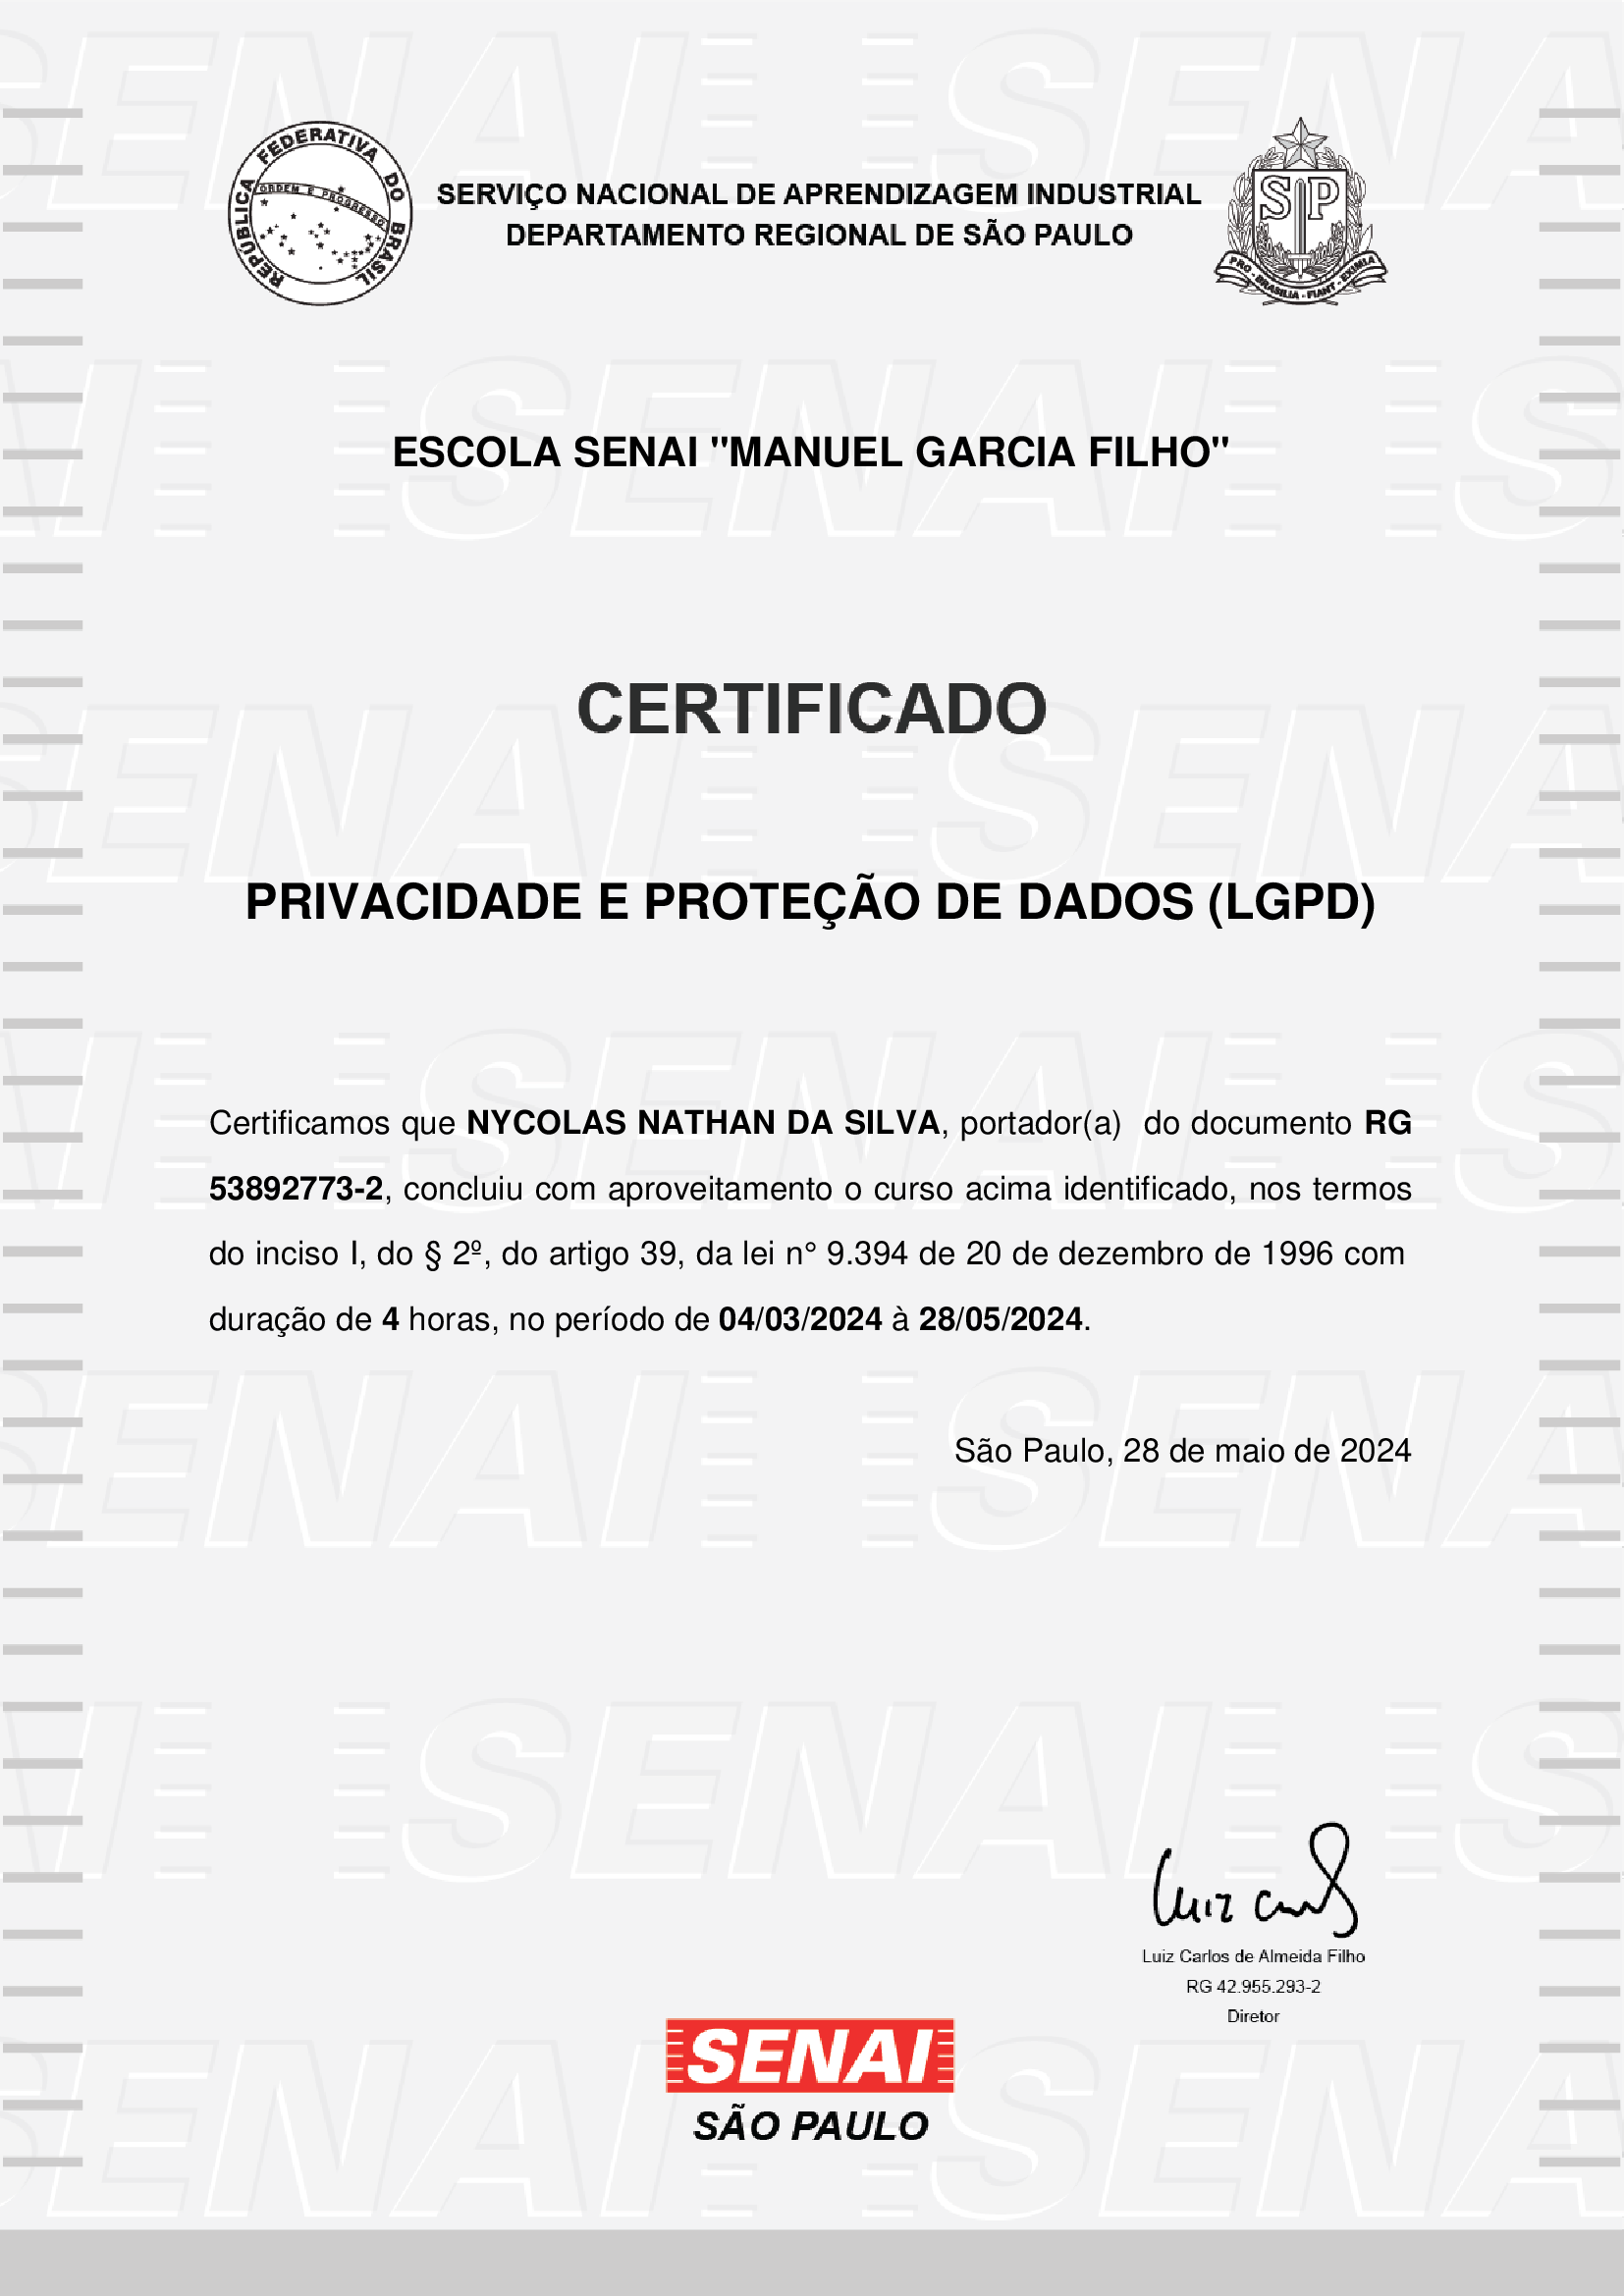 REPÚBLICA FEDERATIVA DO BRASIL
ORDEM E PROGRESSO
SERVIÇO NACIONAL DE APRENDIZAGEM INDUSTRIAL
DEPARTAMENTO REGIONAL DE SÃO PAULO
SP
PRO - BRASILIA - FIANT - EXIMIA
ESCOLA SENAI "MANUEL GARCIA FILHO"
CERTIFICADO
PRIVACIDADE E PROTEÇÃO DE DADOS (LGPD)
Certificamos que NYCOLAS NATHAN DA SILVA, portador(a) do documento RG
53892773-2, concluiu com aproveitamento o curso acima identificado, nos termos
do inciso I, do § 2º, do artigo 39, da lei n° 9.394 de 20 de dezembro de 1996 com
duração de 4 horas, no período de 04/03/2024 à 28/05/2024.
São Paulo, 28 de maio de 2024
Luiz Carlos de Almeida Filho
RG 42.955.293-2
Diretor
SENAI
SÃO PAULO